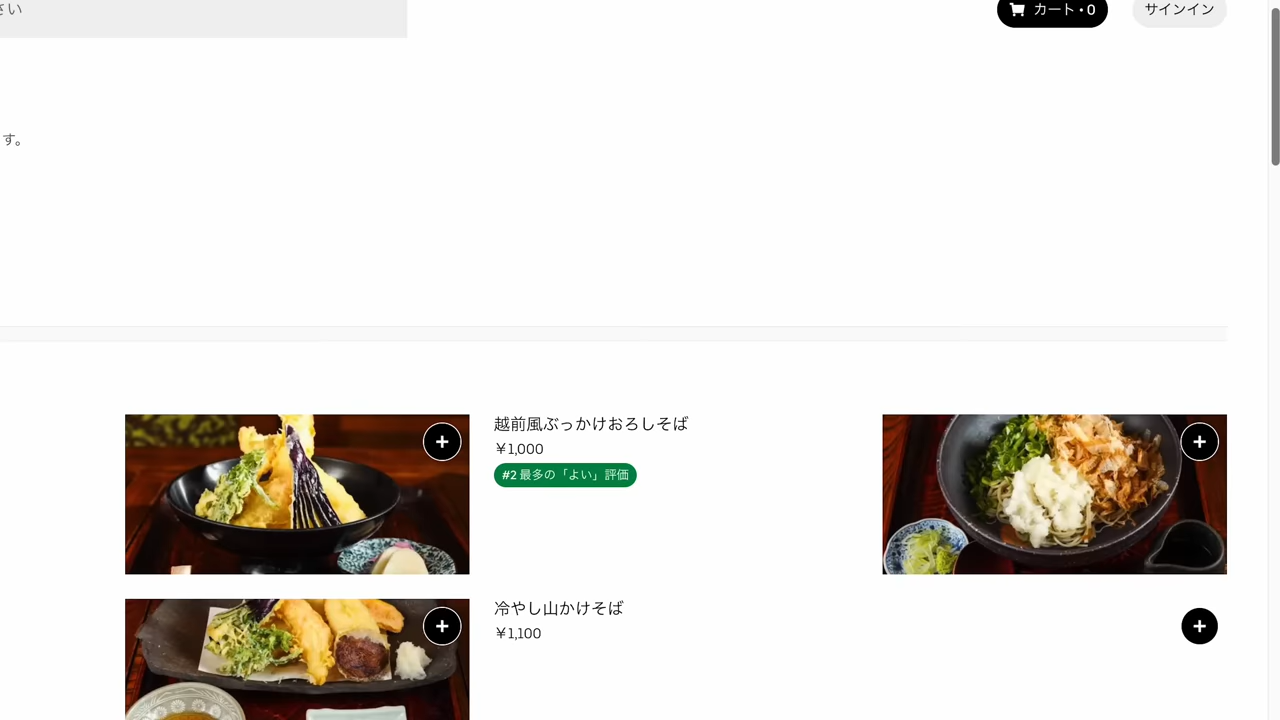 さい
カート • 0
サインイン
す。
越前風ぶっかけおろしそば
¥1,000
#2 最多の「よい」評価
冷やし山かけそば
¥1,100